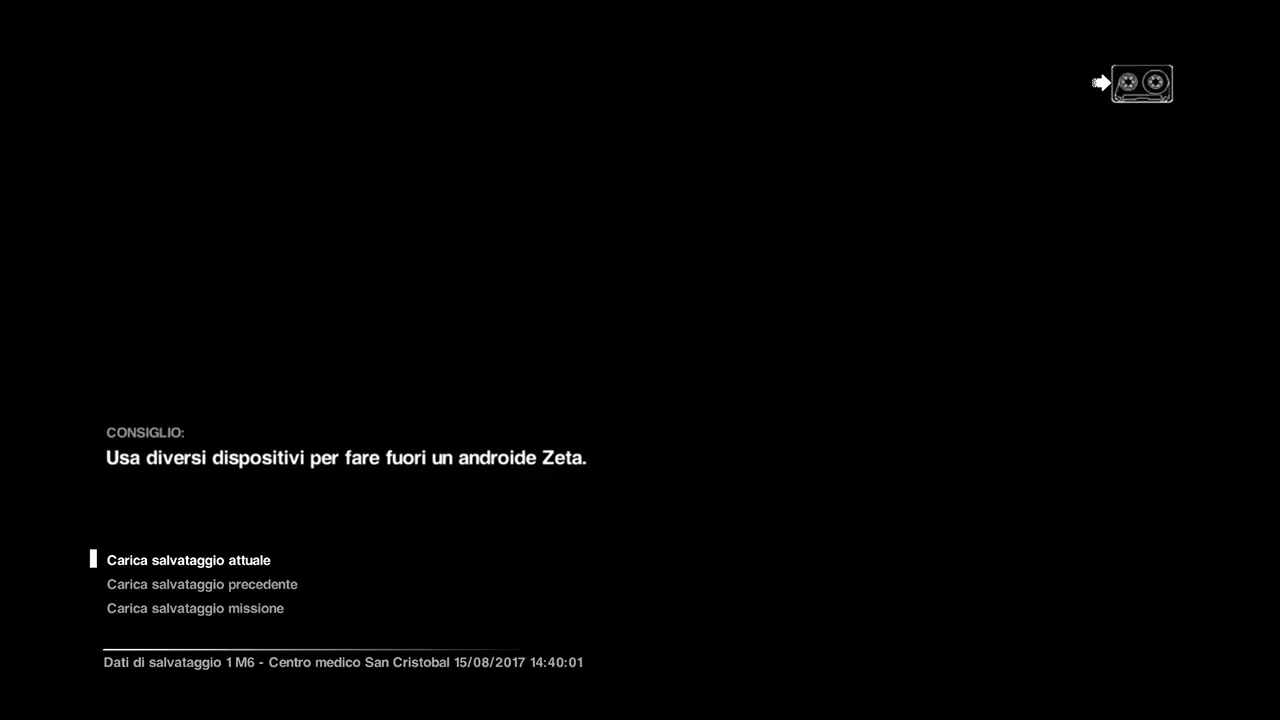 CONSIGLIO:
Usa diversi dispositivi per fare fuori un androide Zeta.
Carica salvataggio attuale
Carica salvataggio precedente
Carica salvataggio missione
Dati di salvataggio 1 M6 - Centro medico San Cristobal 15/08/2017 14:40:01